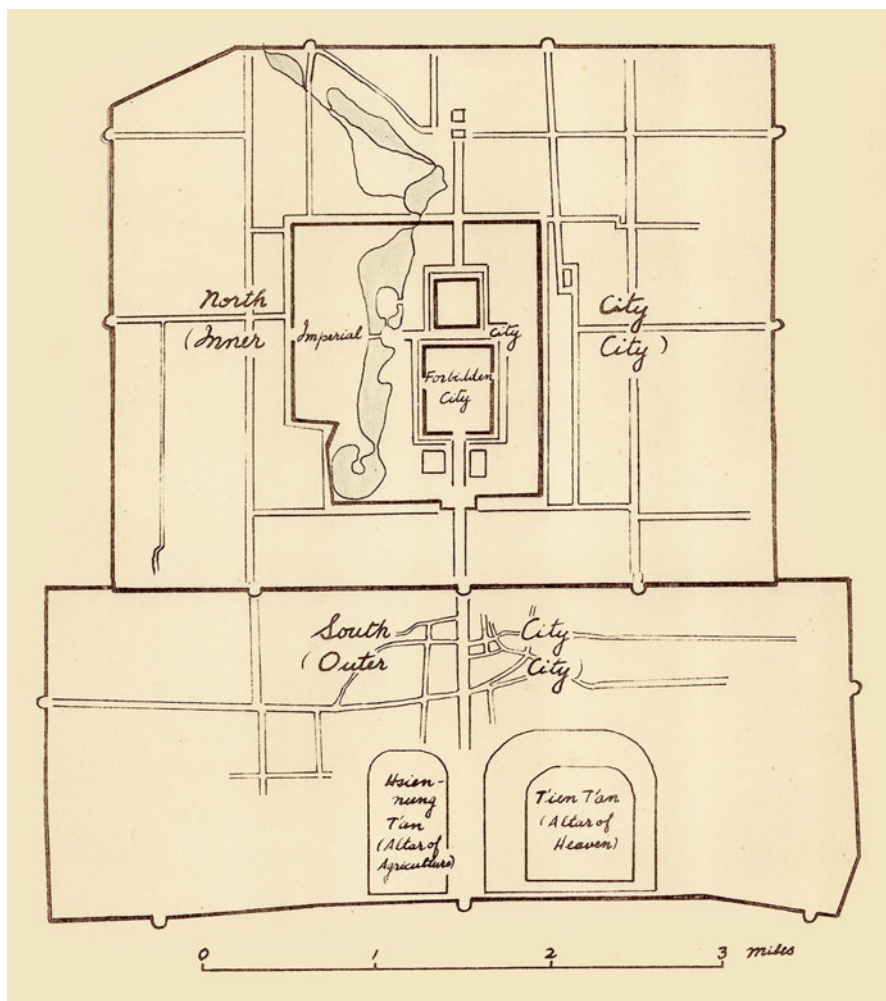 North City
(Inner City)
Imperial City
Forbidden
City
South City
(Outer City)
Hsien-
nung
T'an
(Altar of
Agriculture)
T'ien T'an
(Altar of
Heaven)
0 1 2 3 miles